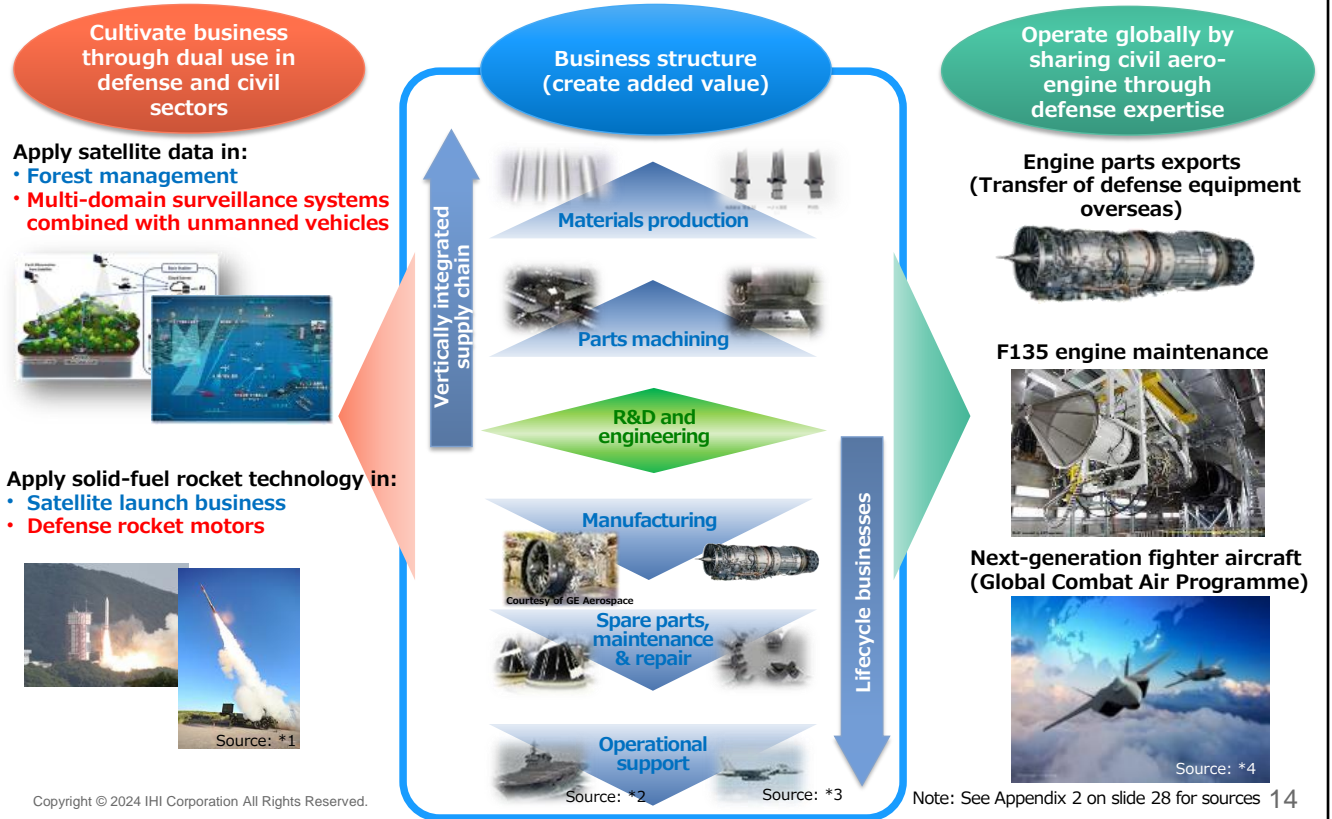 Cultivate business
through dual use in
defense and civil
sectors
Apply satellite data in:
• Forest management
• Multi-domain surveillance systems
combined with unmanned vehicles
Apply solid-fuel rocket technology in:
• Satellite launch business
• Defense rocket motors
Source: *1
Business structure
(create added value)
Vertically integrated
supply chain
Materials production
Parts machining
R&D and
engineering
Manufacturing
Courtesy of GE Aerospace
Spare parts,
maintenance
& repair
Operational
support
Source: *2
Source: *3
Lifecycle businesses
Operate globally by
sharing civil aero-
engine through
defense expertise
Engine parts exports
(Transfer of defense equipment
overseas)
F135 engine maintenance
Next-generation fighter aircraft
(Global Combat Air Programme)
Source: *4
Copyright © 2024 IHI Corporation All Rights Reserved.
Note: See Appendix 2 on slide 28 for sources
14